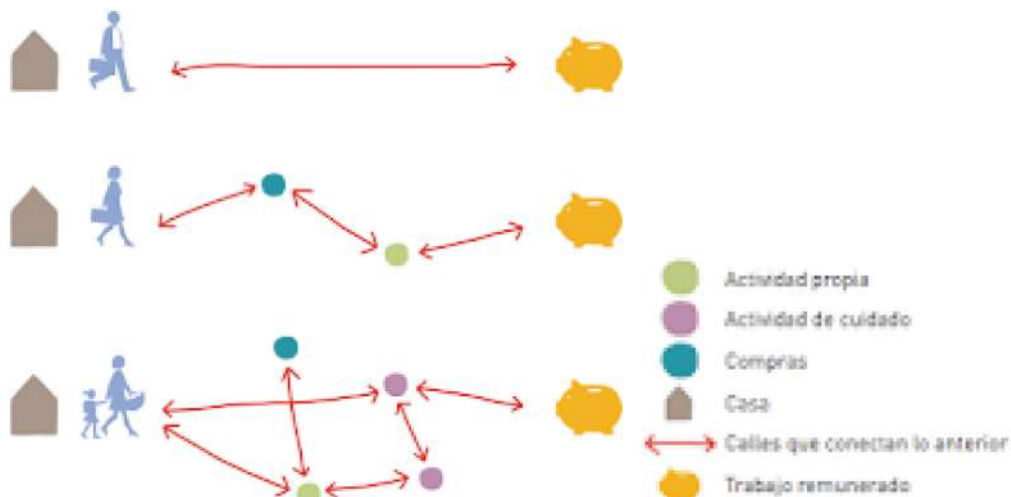 Actividad propia
Actividad de cuidado
Compras
Casa
Calles que conectan lo anterior
Trabajo remunerado